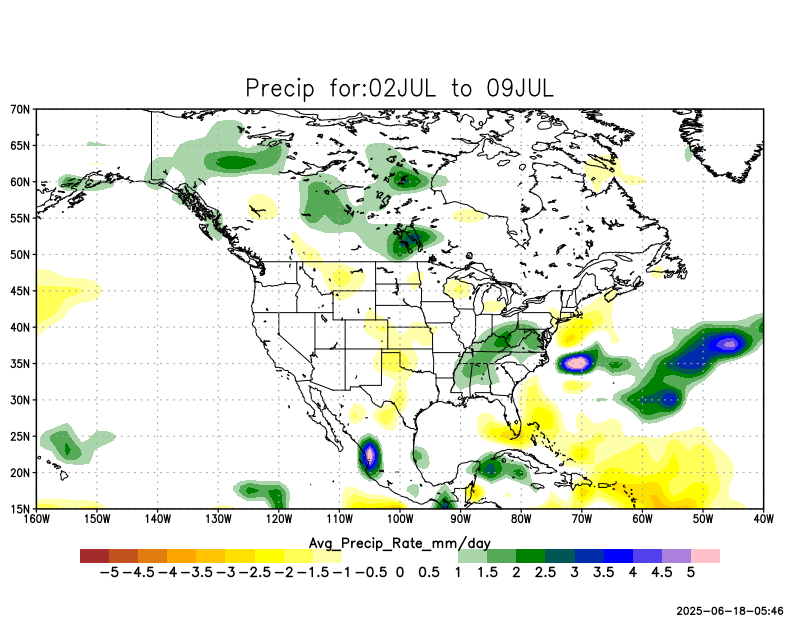 Precip for:02JUL to 09JUL
70N
65N
60N
55N
50N
45N
40N
35N
30N
25N
20N
15N
160W 150W 140W 130W 120W 110W 100W 90W 80W 70W 60W 50W 40W
Avg_Precip_Rate_mm/day
-5 -4.5 -4 -3.5 -3 -2.5 -2 -1.5 -1 -0.5 0 0.5 1 1.5 2 2.5 3 3.5 4 4.5 5
2025-06-18-05:46